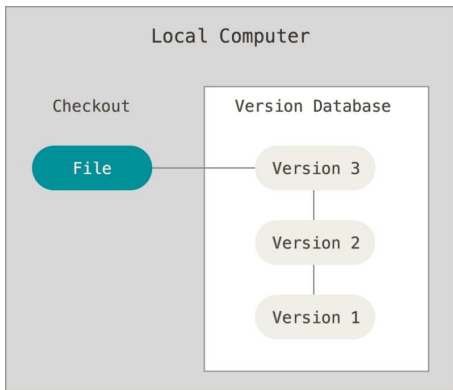 Local Computer
Checkout
Version Database
File
Version 3
Version 2
Version 1